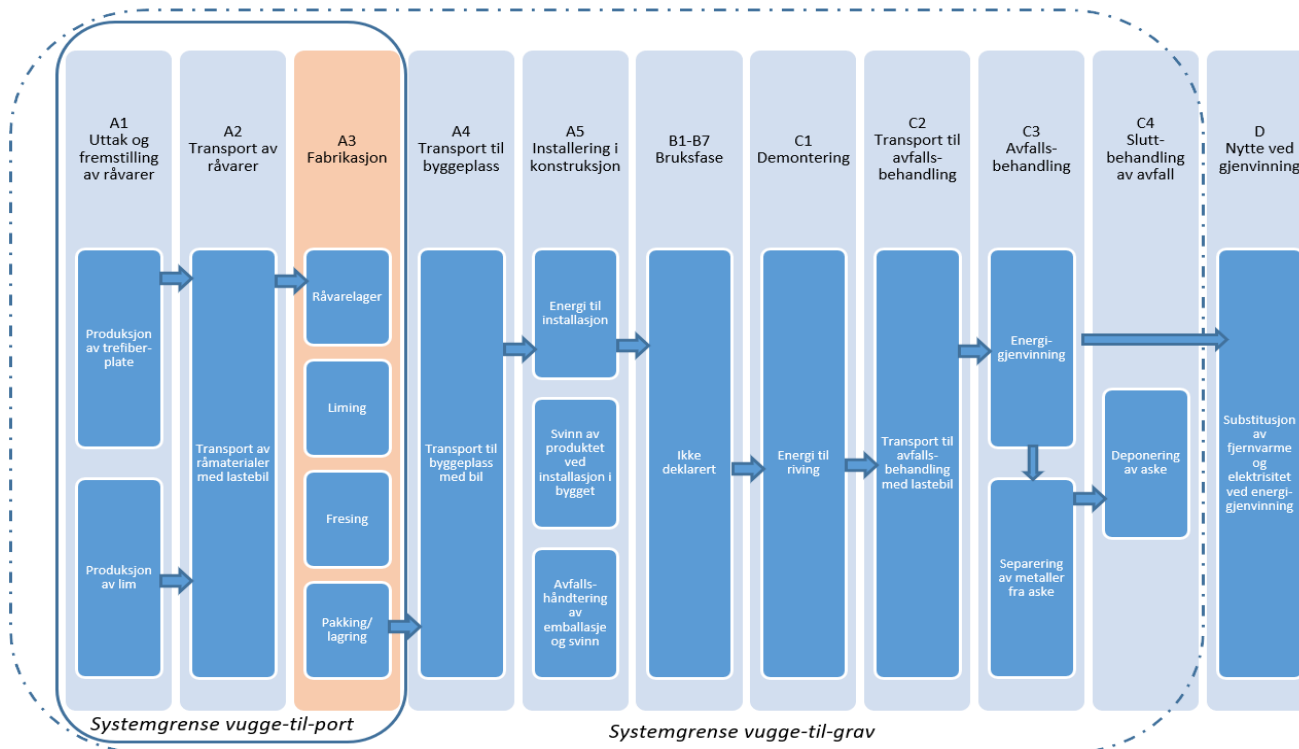 A1
Uttak og
fremstilling
av råvarer
A2
Transport av
råvarer
A3
Fabrikasjon
A4
Transport til
byggeplass
A5
Installering i
konstruksjon
B1-B7
Bruksfase
C1
Demontering
C2
Transport til
avfalls-
behandling
C3
Avfalls-
behandling
C4
Slutt-
behandling
av avfall
D
Nytte ved
gjenvinning
Produksjon
av trefiber-
plate
Produksjon
av lim
Transport av
råmaterialer
med lastebil
Råvarelager
Liming
Fresing
Pakking/
lagring
Transport til
byggeplass
med bil
Energi til
installasjon
Svinn av
produktet ved
installasjon i
bygget
Avfalls-
håndtering
av
emballasje
og svinn
Ikke
deklarert
Energi til
riving
Transport til
avfalls-
behandling
med lastebil
Energi-
gjenvinning
Separering
av metaller
fra aske
Deponering
av aske
Substitusjon
av
fjernvarme
og
elektrisitet
ved energi-
gjenvinning
Systemgrense vugge-til-port
Systemgrense vugge-til-grav